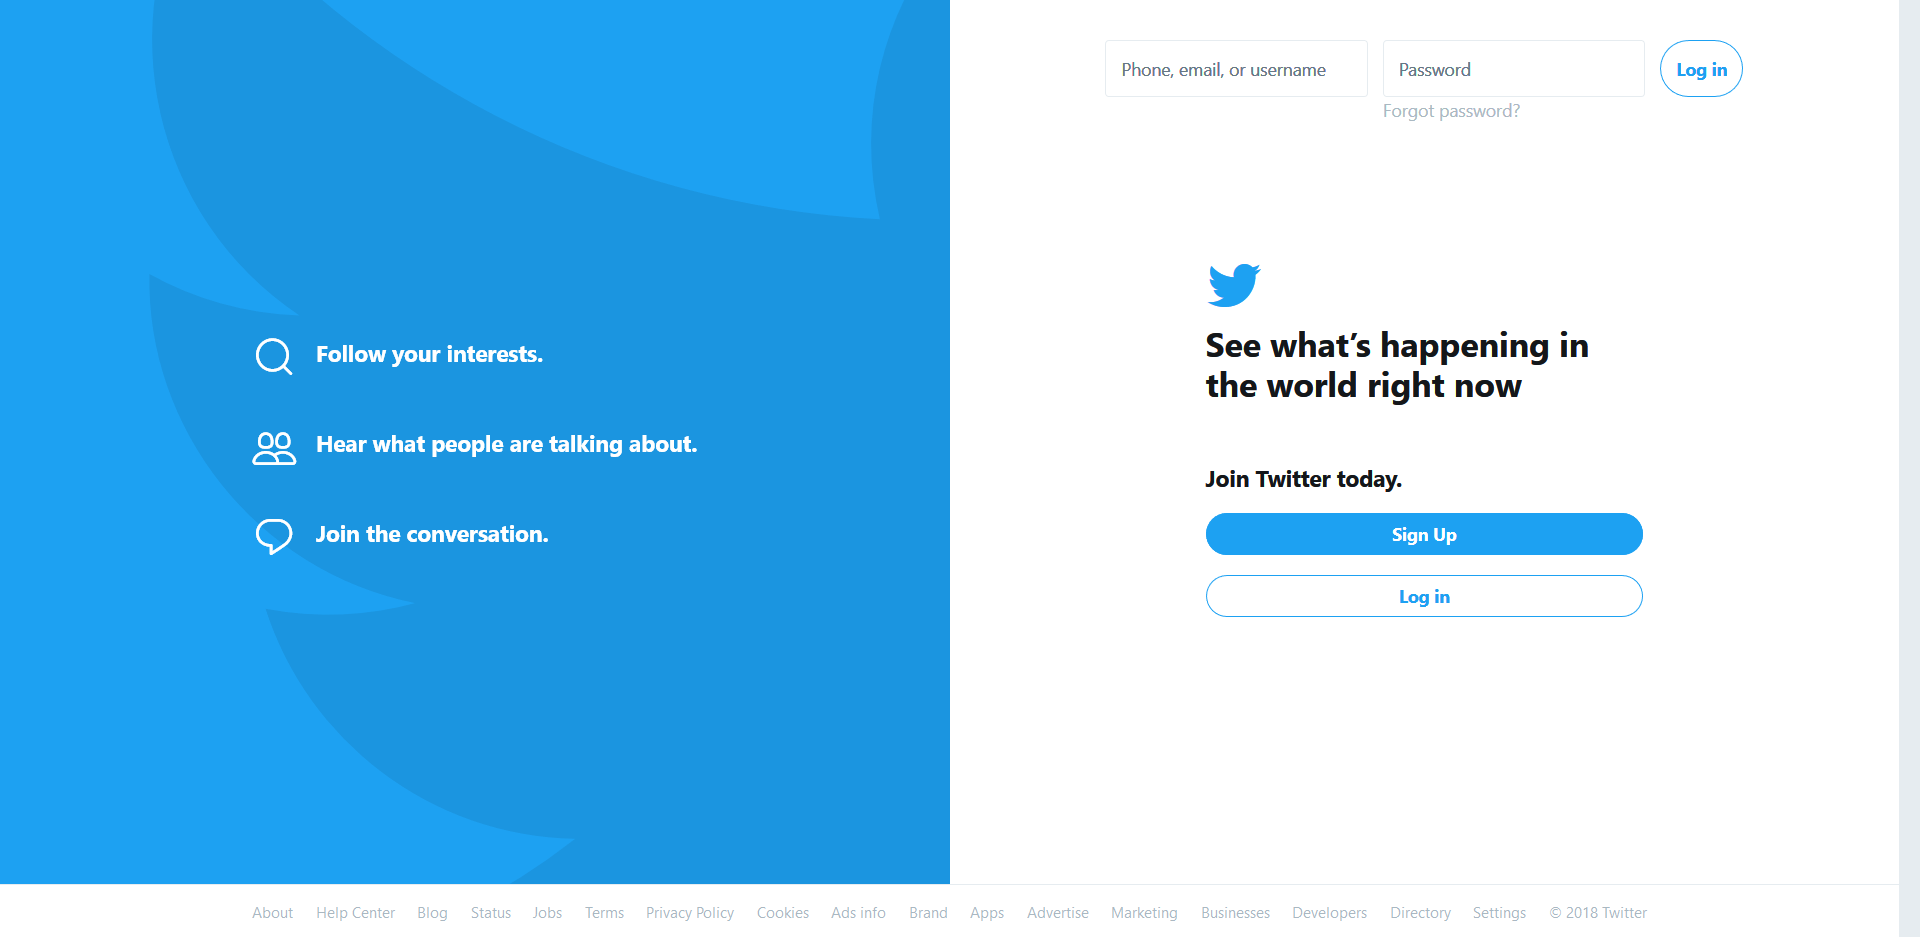 Phone, email, or username
Password
Log in
Forgot password?
Follow your interests.
Hear what people are talking about.
Join the conversation.
See what’s happening in
the world right now
Join Twitter today.
Sign Up
Log in
About Help Center Blog Status Jobs Terms Privacy Policy Cookies Ads info Brand Apps Advertise Marketing Businesses Developers Directory Settings © 2018 Twitter